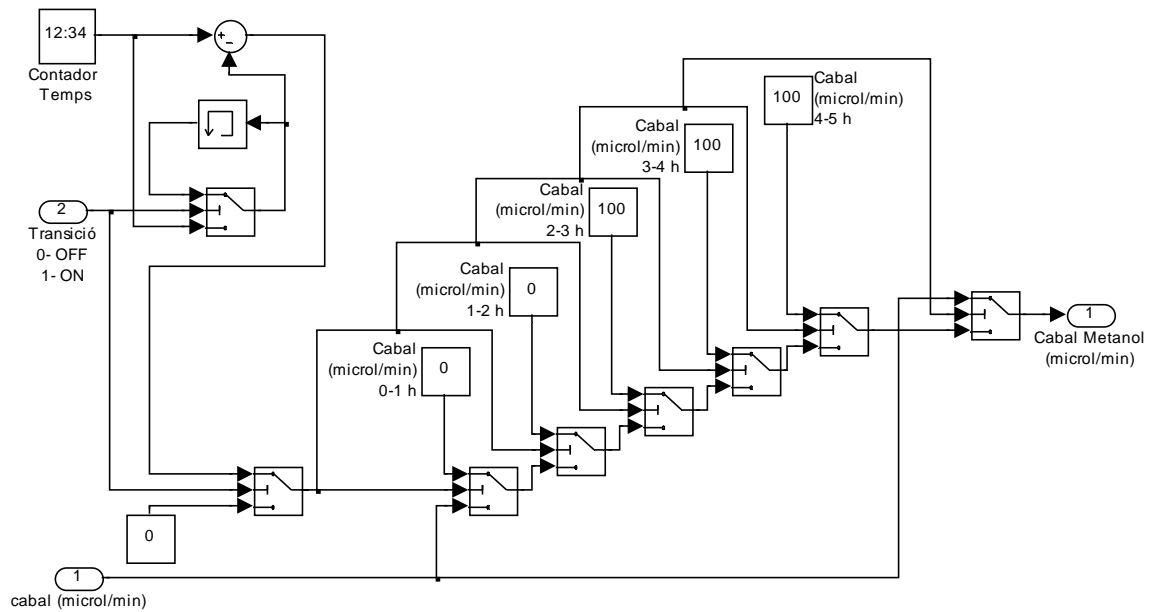 12:34
Contador
Temps
2
Transició
0- OFF
1- ON
100
Cabal
(microl/min)
4-5 h
Cabal
(microl/min)
3-4 h
100
Cabal
(microl/min)
2-3 h
100
Cabal
(microl/min)
1-2 h
0
Cabal
(microl/min)
0-1 h
0
1
Cabal Metanol
(micro/min)
0
1
cabal (microl/min)